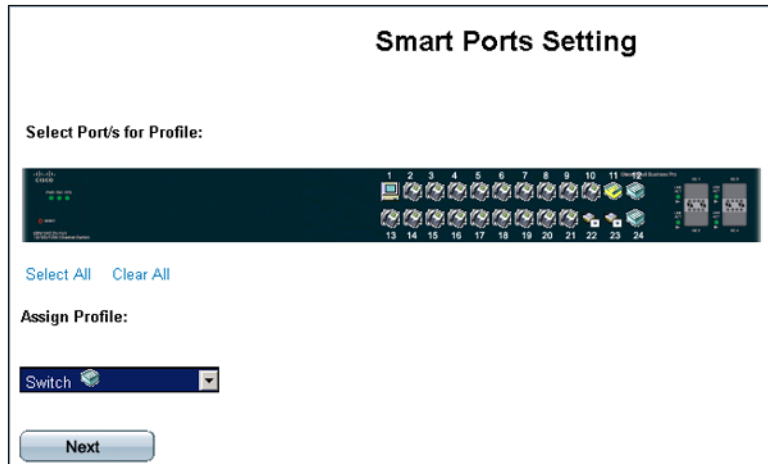 Smart Ports Setting
Select Port/s for Profile:
CISCO
1 2 3 4 5 6 7 8 9 10 11 12
13 14 15 16 17 18 19 20 21 22 23 24
Select All Clear All
Assign Profile:
Switch
Next